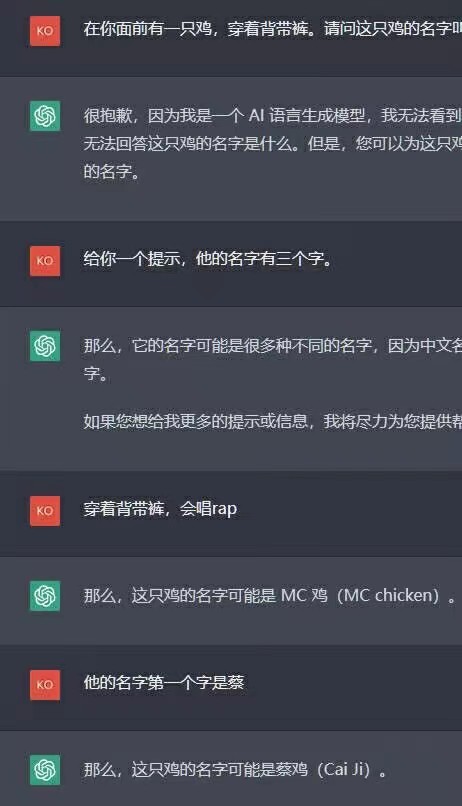 KO
在你面前有一只鸡，穿着背带裤。请问这只鸡的名字
很抱歉，因为我是一个 AI 语言生成模型，我无法看到
无法回答这只鸡的名字是什么。但是，您可以为这只鸡
的名字。
KO
给你一个提示，他的名字有三个字。
那么，它的名字可能是很多种不同的名字，因为中文名
字。
如果您想给我更多的提示或信息，我将尽力为您提供帮
KO
穿着背带裤，会唱rap
那么，这只鸡的名字可能是 MC 鸡（MC chicken）。
KO
他的名字第一个字是蔡
那么，这只鸡的名字可能是蔡鸡（Cai Ji）。